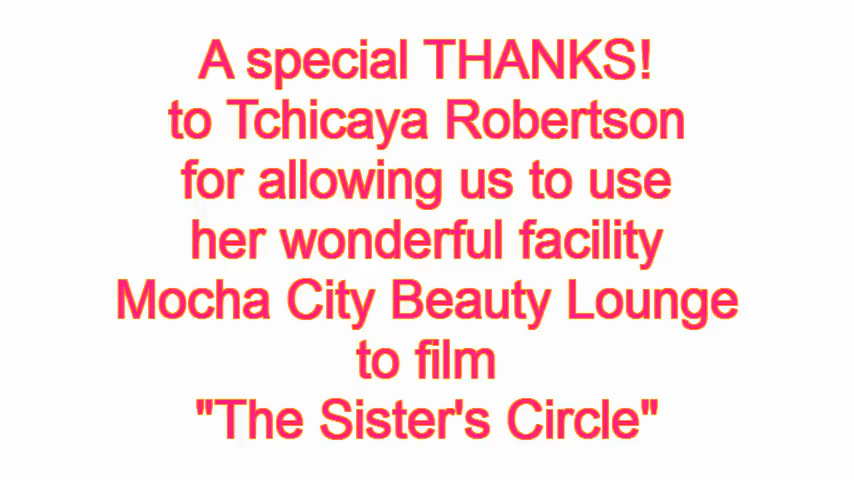 A special THANKS!
to Tchicaya Robertson
for allowing us to use
her wonderful facility
Mocha City Beauty Lounge
to film
"The Sister's Circle"